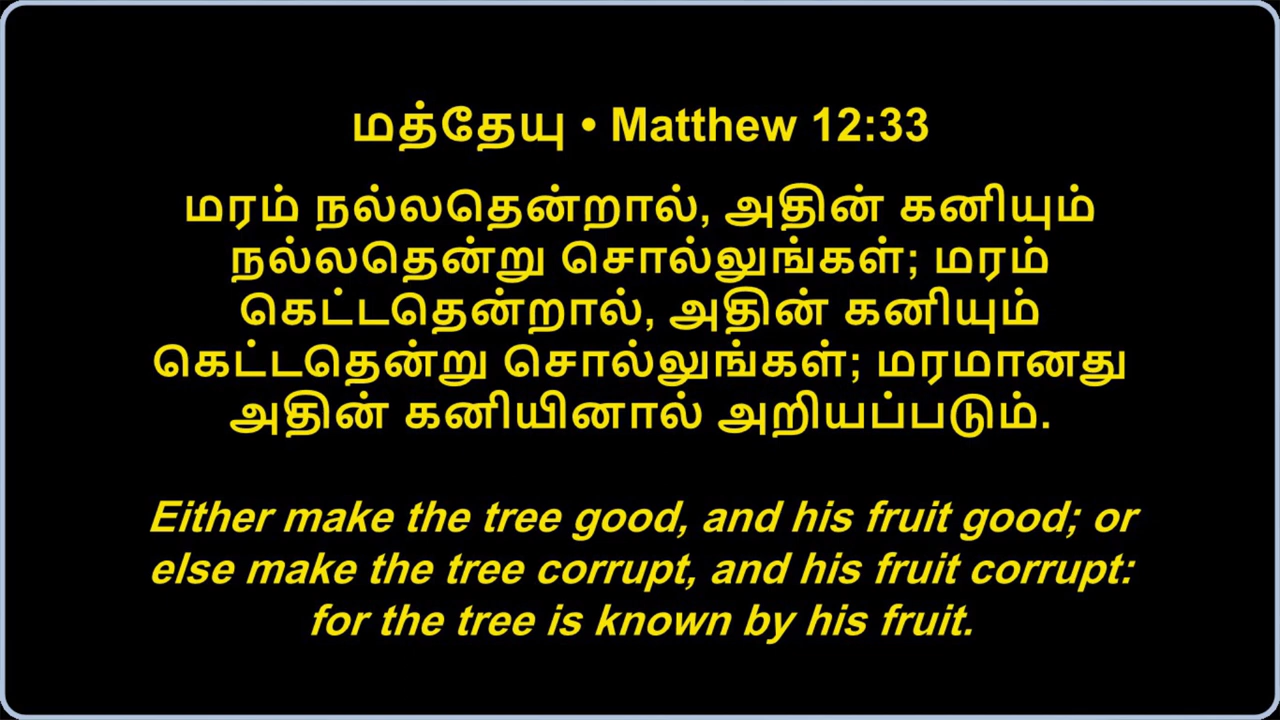 மத்தேயு • Matthew 12:33
மரம் நல்லதென்றால், அதின் கனியும்
நல்லதென்று சொல்லுங்கள்; மரம்
கெட்டதென்றால், அதின் கனியும்
கெட்டதென்று சொல்லுங்கள்; மரமானது
அதின் கனியினால் அறியப்படும்.
Either make the tree good, and his fruit good; or
else make the tree corrupt, and his fruit corrupt:
for the tree is known by his fruit.